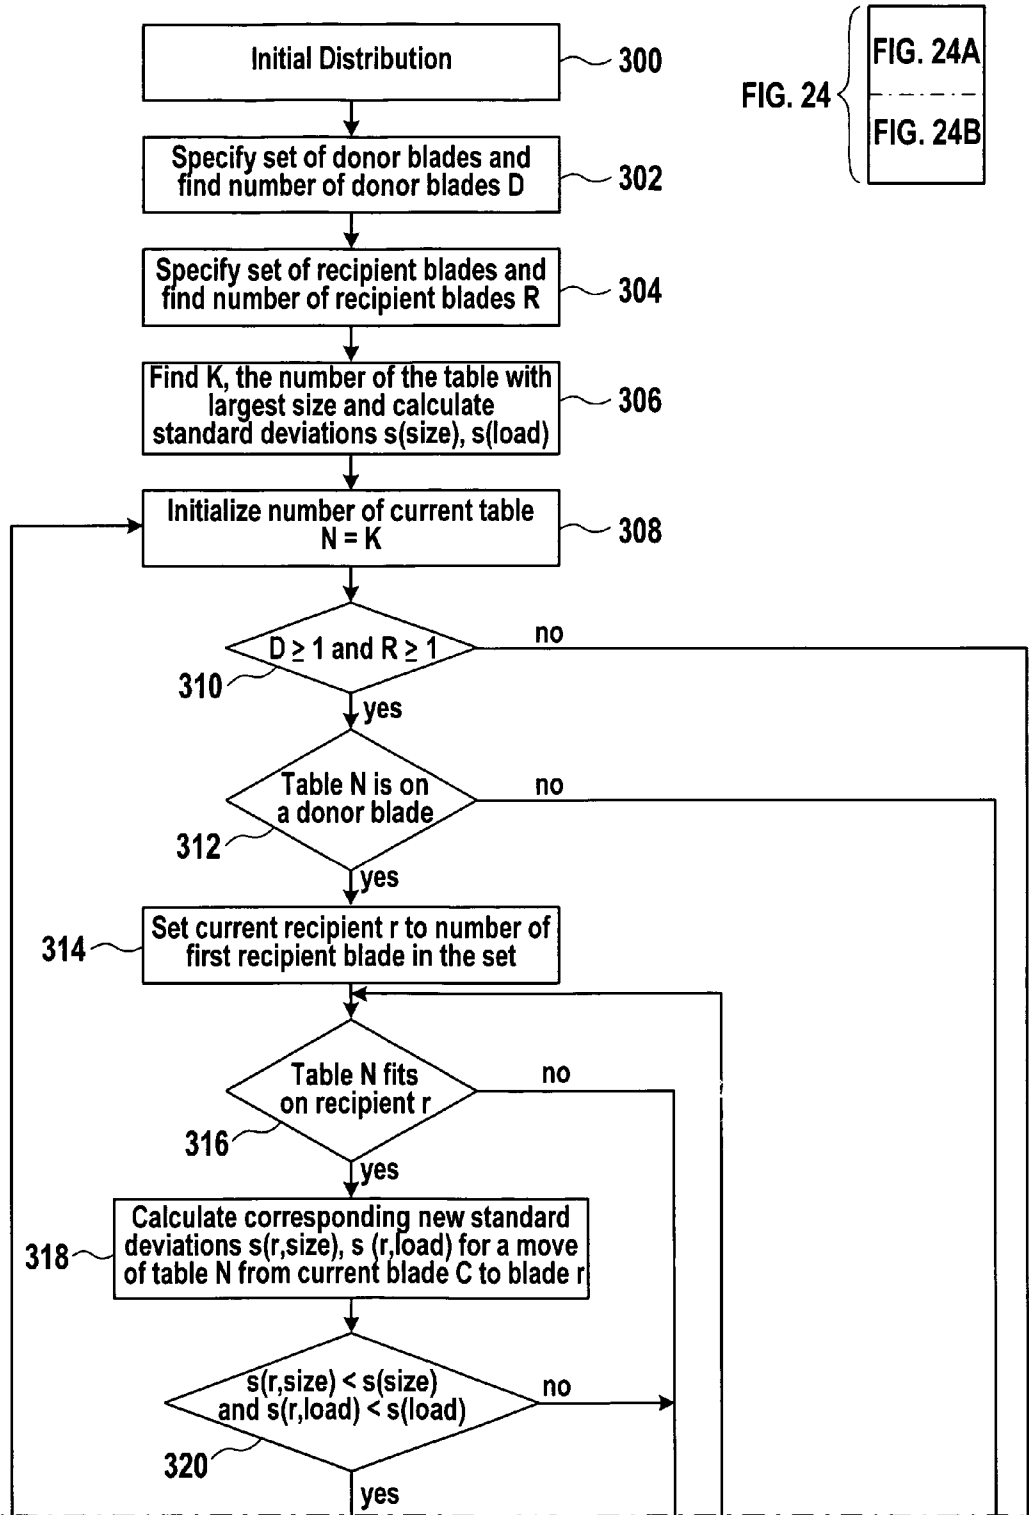 Initial Distribution
300
FIG. 24
FIG. 24A
FIG. 24B
Specify set of donor blades and
find number of donor blades D
302
Specify set of recipient blades and
find number of recipient blades R
304
Find K, the number of the table with
largest size and calculate
standard deviations s(size), s(load)
306
Initialize number of current table
N = K
308
D ≥ 1 and R ≥ 1
no
310
yes
Table N is on
a donor blade
no
312
yes
Set current recipient r to number of
first recipient blade in the set
314
Table N fits
on recipient r
no
316
yes
Calculate corresponding new standard
deviations s(r,size), s (r,load) for a move
of table N from current blade C to blade r
318
s(r,size) < s(size)
and s(r,load) < s(load)
no
320
yes